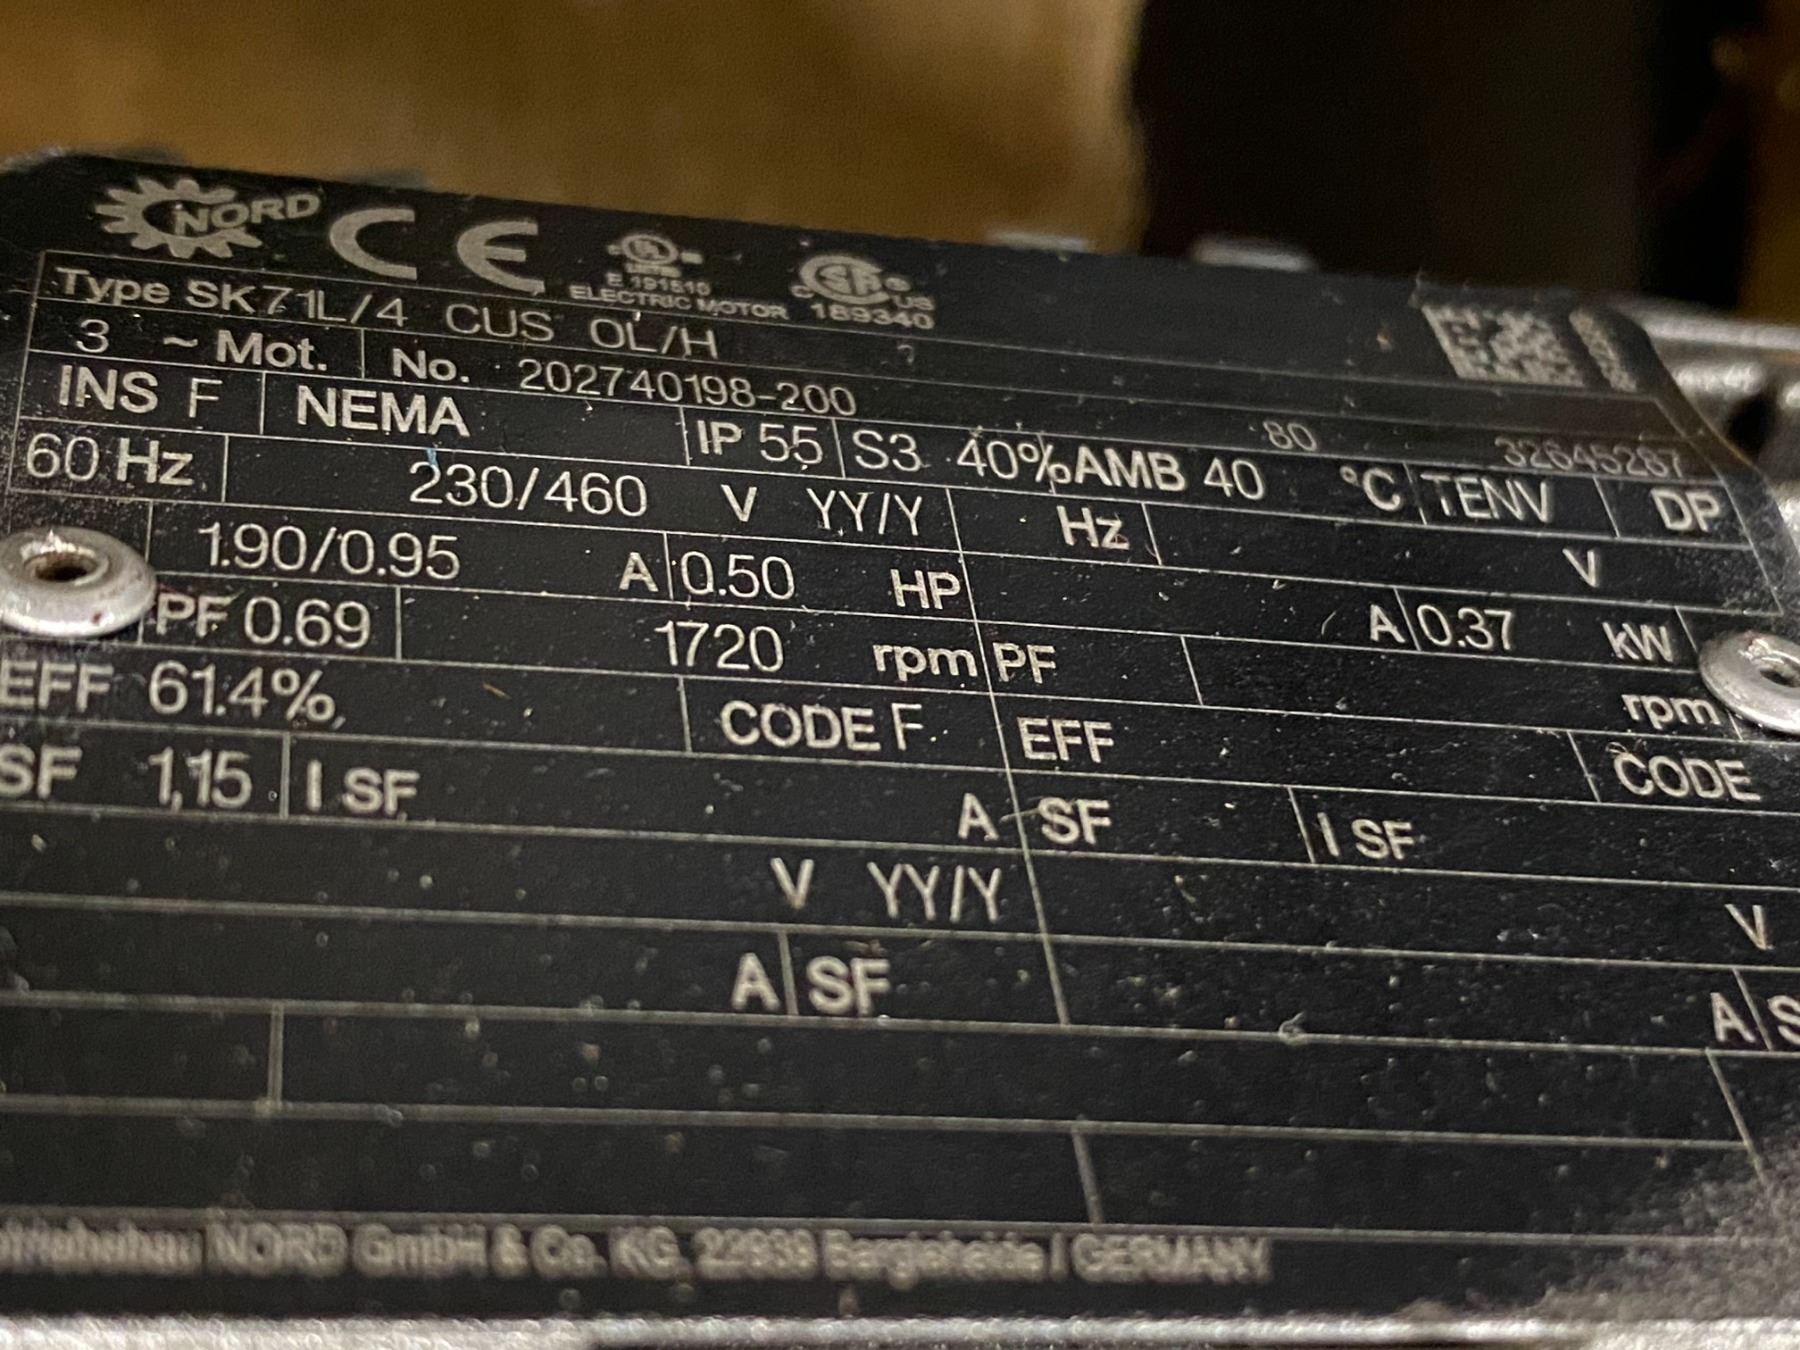 NORD CE
E 191510
ELECTRIC MOTOR
c us
189340
Type SK71L/4 CUS OL/H
3 ~ Mot. No. 202740198-200 80 32645287
INS F NEMA IP 55 S3 40% AMB 40 °C TENV DP
60 Hz 230/460 V YY/Y Hz V
1.90/0.95 A 0.50 HP A 0.37 kW
PF 0.69 1720 rpm PF rpm
EFF 61.4% CODE F EFF CODE
SF 1,15 I SF A SF I SF
V YY/Y V
A SF A S
NORD GmbH & Co. KG, 22939 Bargteheide / GERMANY